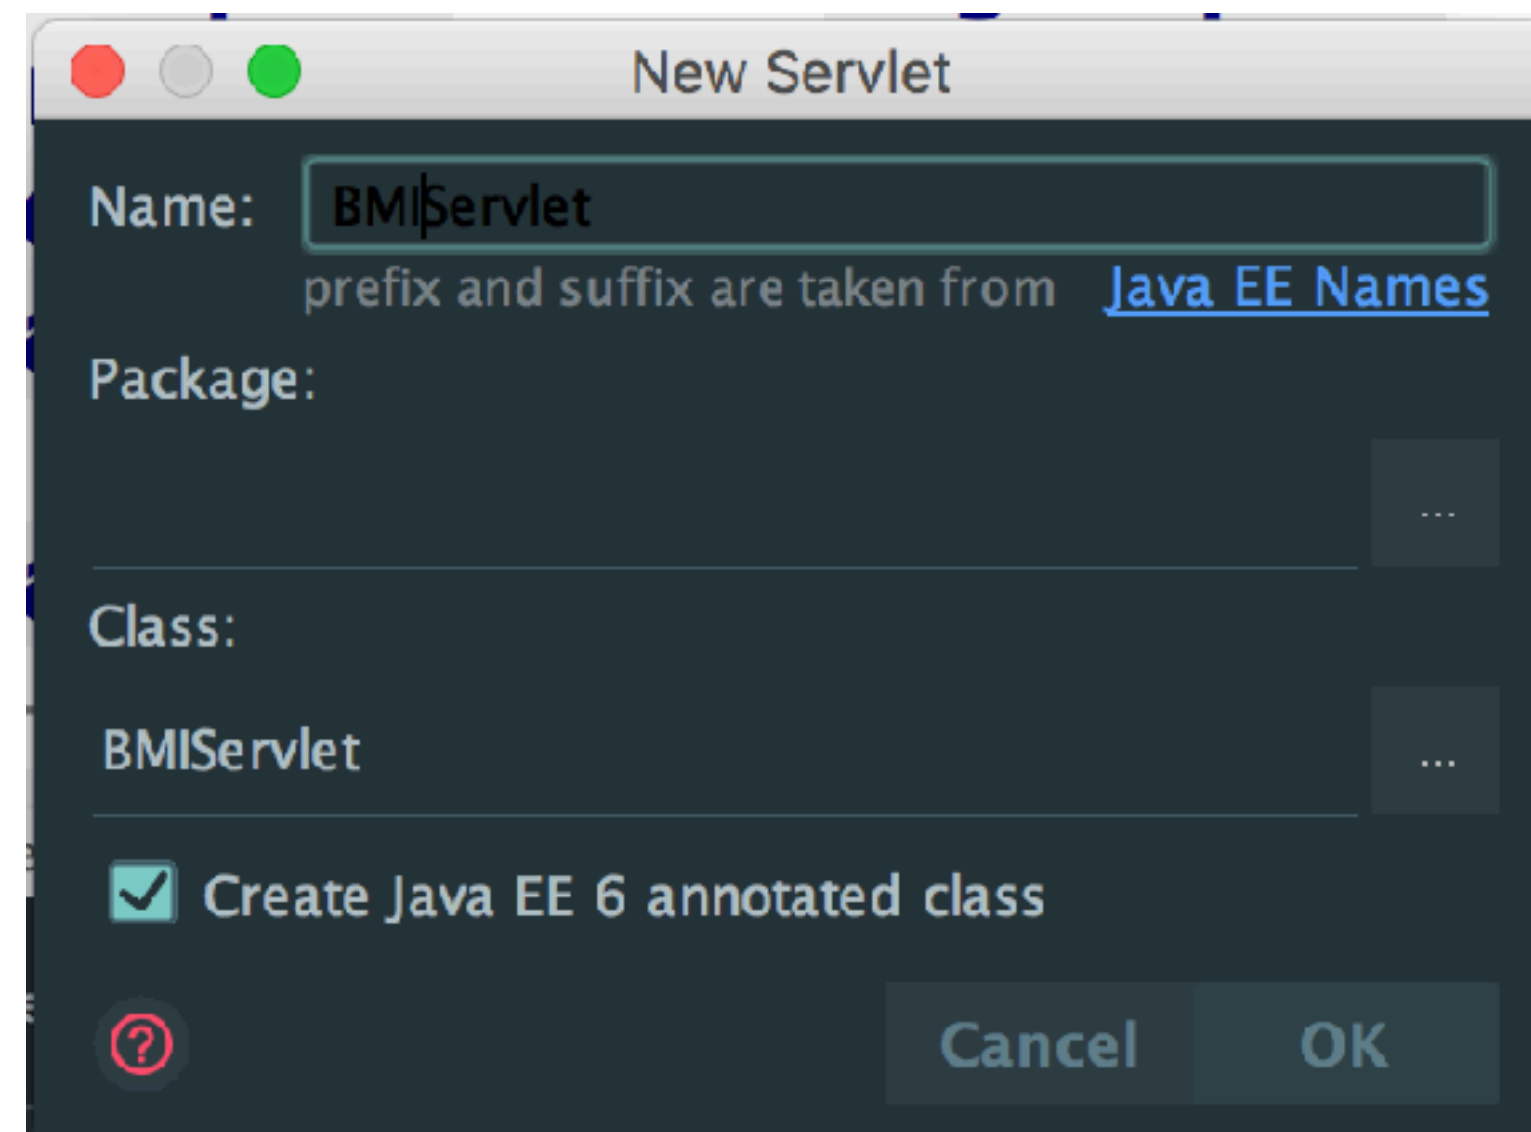 New Servlet
Name: BMIServlet
prefix and suffix are taken from Java EE Names
Package:
...
Class:
BMIServlet ...
Create Java EE 6 annotated class
? Cancel OK